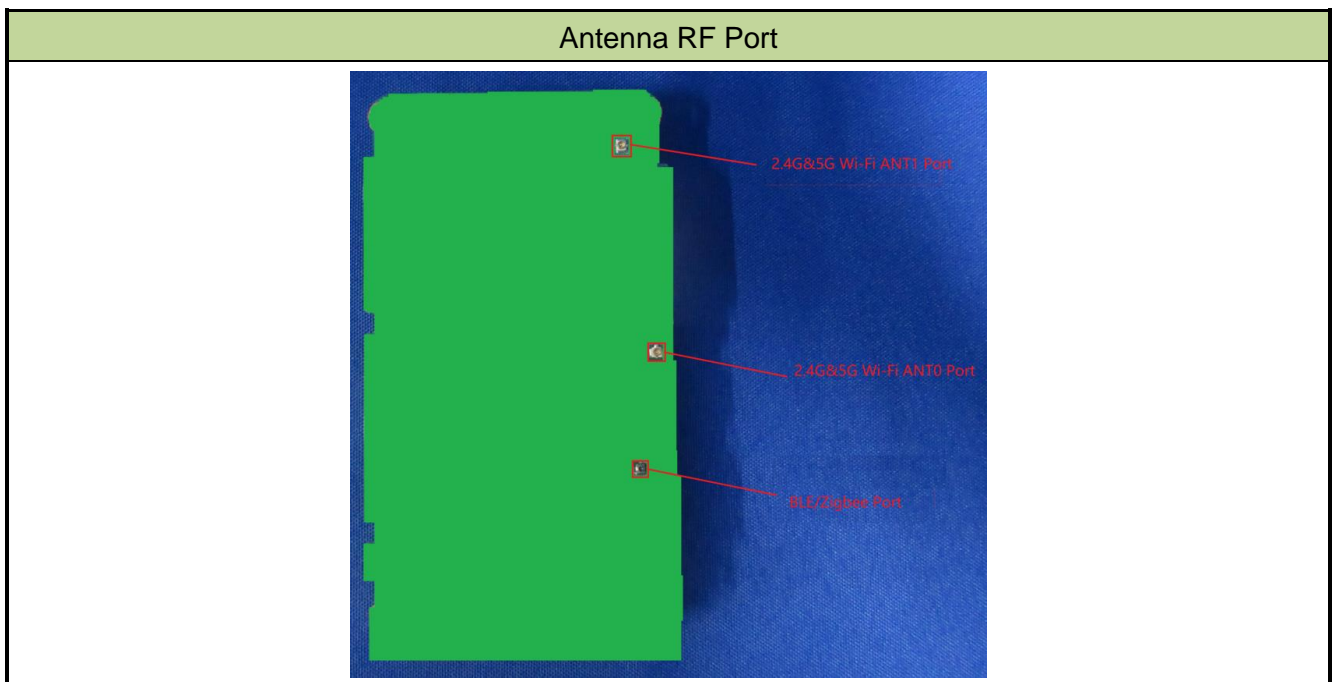 Antenna RF Port
2.4G&5G Wi-Fi ANT1 Port
2.4G&5G Wi-Fi ANT0 Port
BLE/Zigbee Port